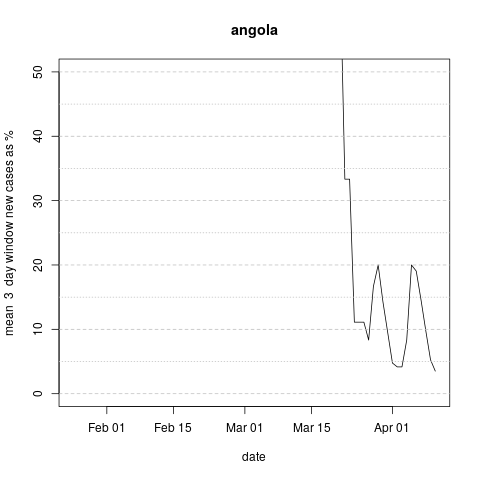 angola
mean 3 day window new cases as %
50
40
30
20
10
0
Feb 01
Feb 15
Mar 01
Mar 15
Apr 01
date